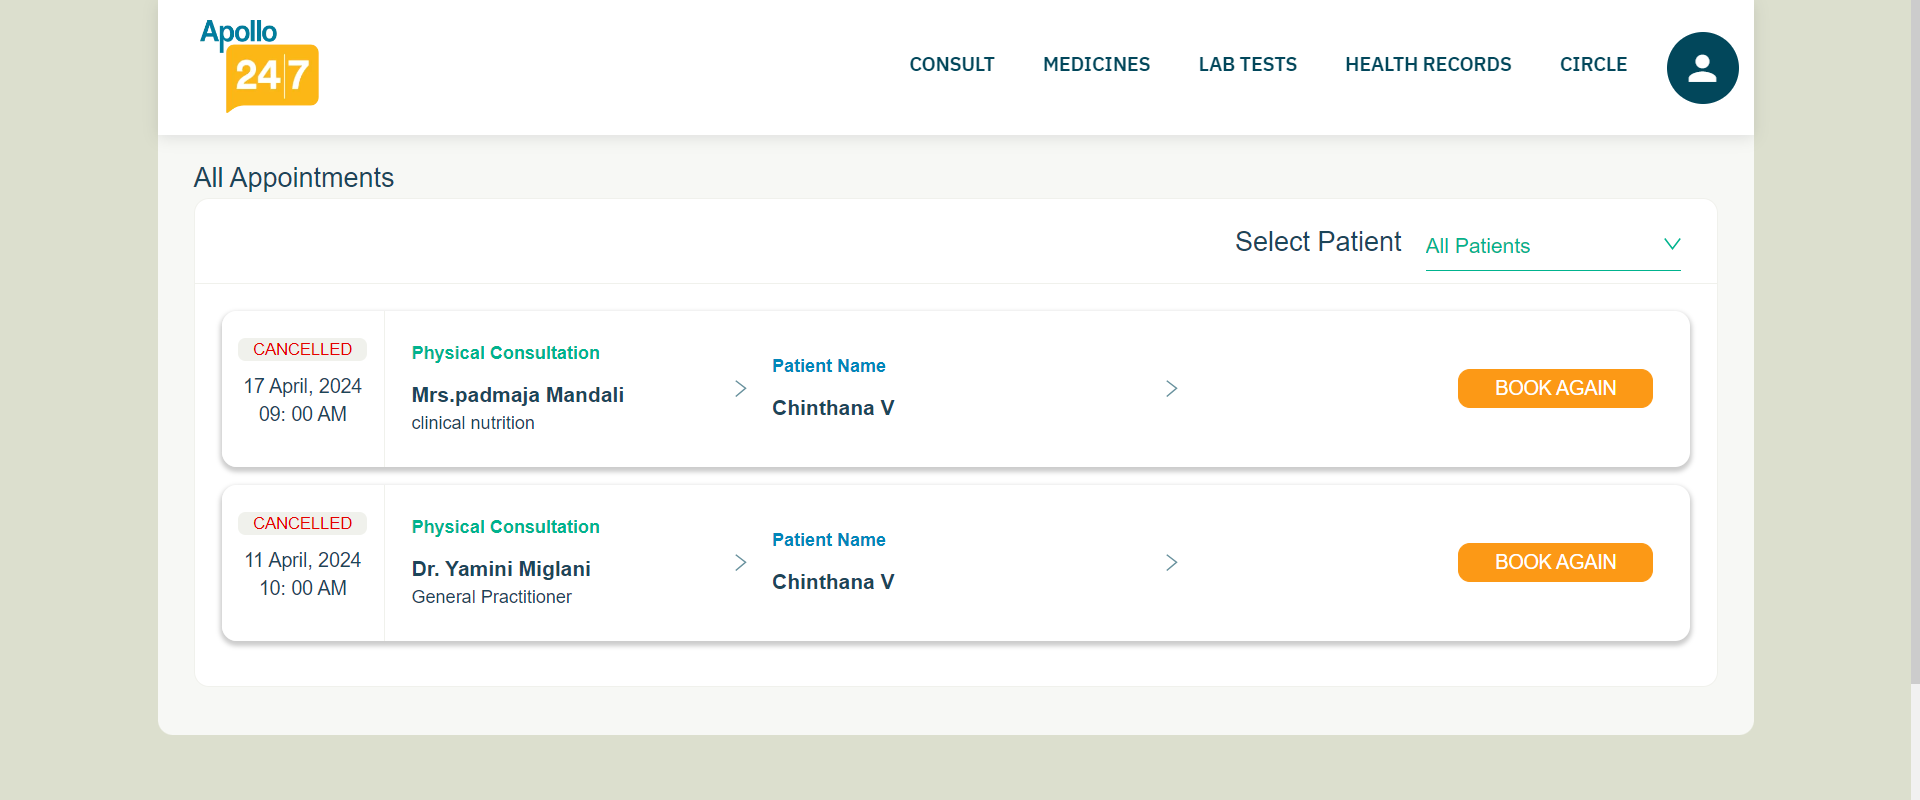 Apollo
24|7
CONSULT
MEDICINES
LAB TESTS
HEALTH RECORDS
CIRCLE
All Appointments
Select Patient
All Patients
CANCELLED
17 April, 2024
09: 00 AM
Physical Consultation
Mrs.padmaja Mandali
clinical nutrition
Patient Name
Chinthana V
BOOK AGAIN
CANCELLED
11 April, 2024
10: 00 AM
Physical Consultation
Dr. Yamini Miglani
General Practitioner
Patient Name
Chinthana V
BOOK AGAIN